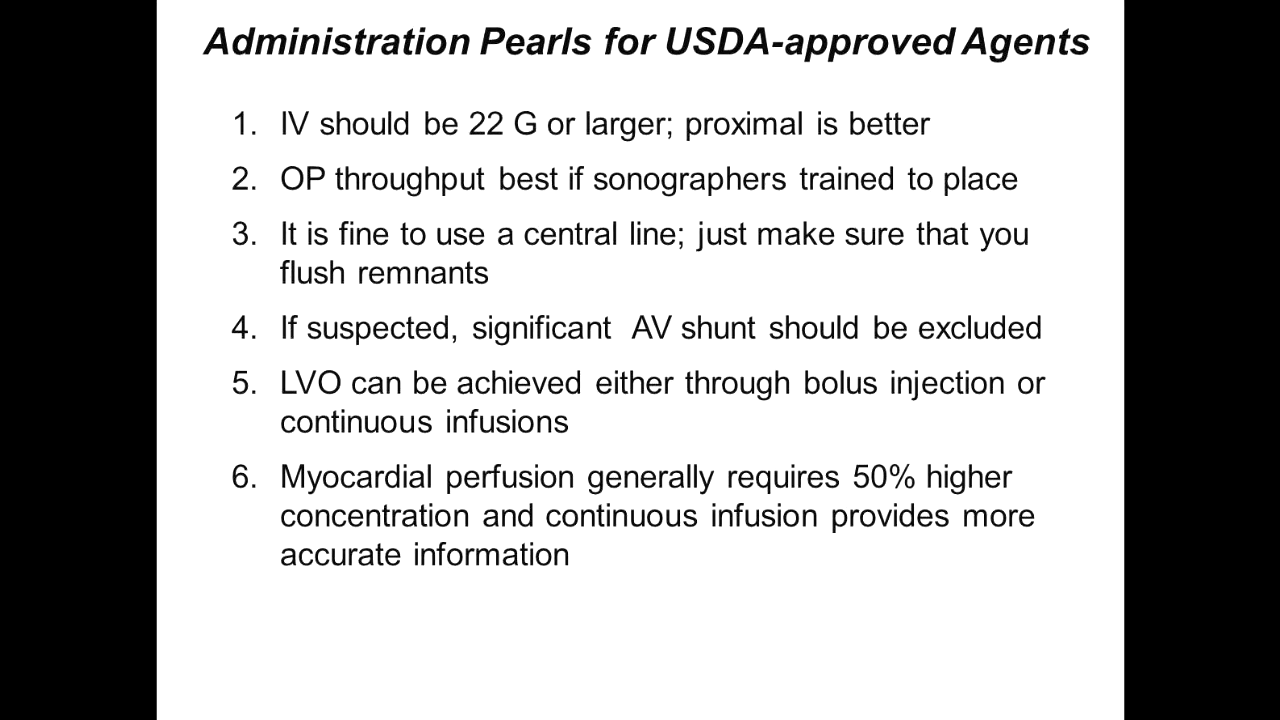 Administration Pearls for USDA-approved Agents
1. IV should be 22 G or larger; proximal is better
2. OP throughput best if sonographers trained to place
3. It is fine to use a central line; just make sure that you
flush remnants
4. If suspected, significant  AV shunt should be excluded
5. LVO can be achieved either through bolus injection or
continuous infusions
6. Myocardial perfusion generally requires 50% higher
concentration and continuous infusion provides more
accurate information